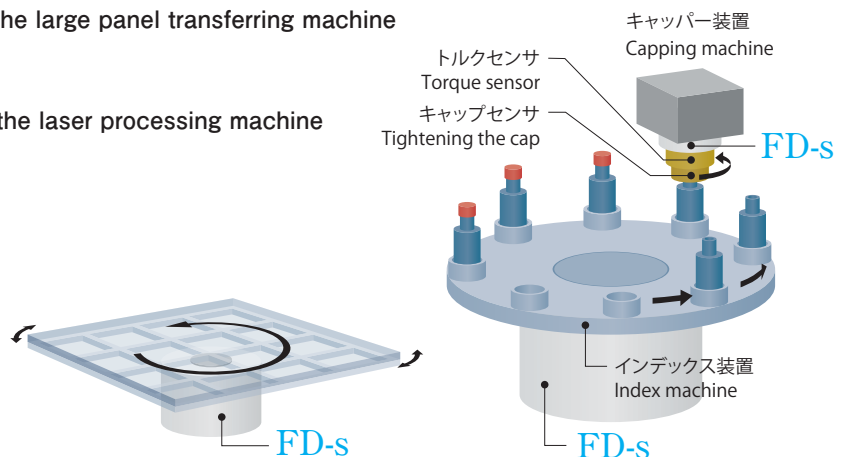 he large panel transferring machine
the laser processing machine
キャッパー装置
Capping machine
トルクセンサ
Torque sensor
キャップセンサ
Tightening the cap
FD-s
インデックス装置
Index machine
FD-s
FD-s